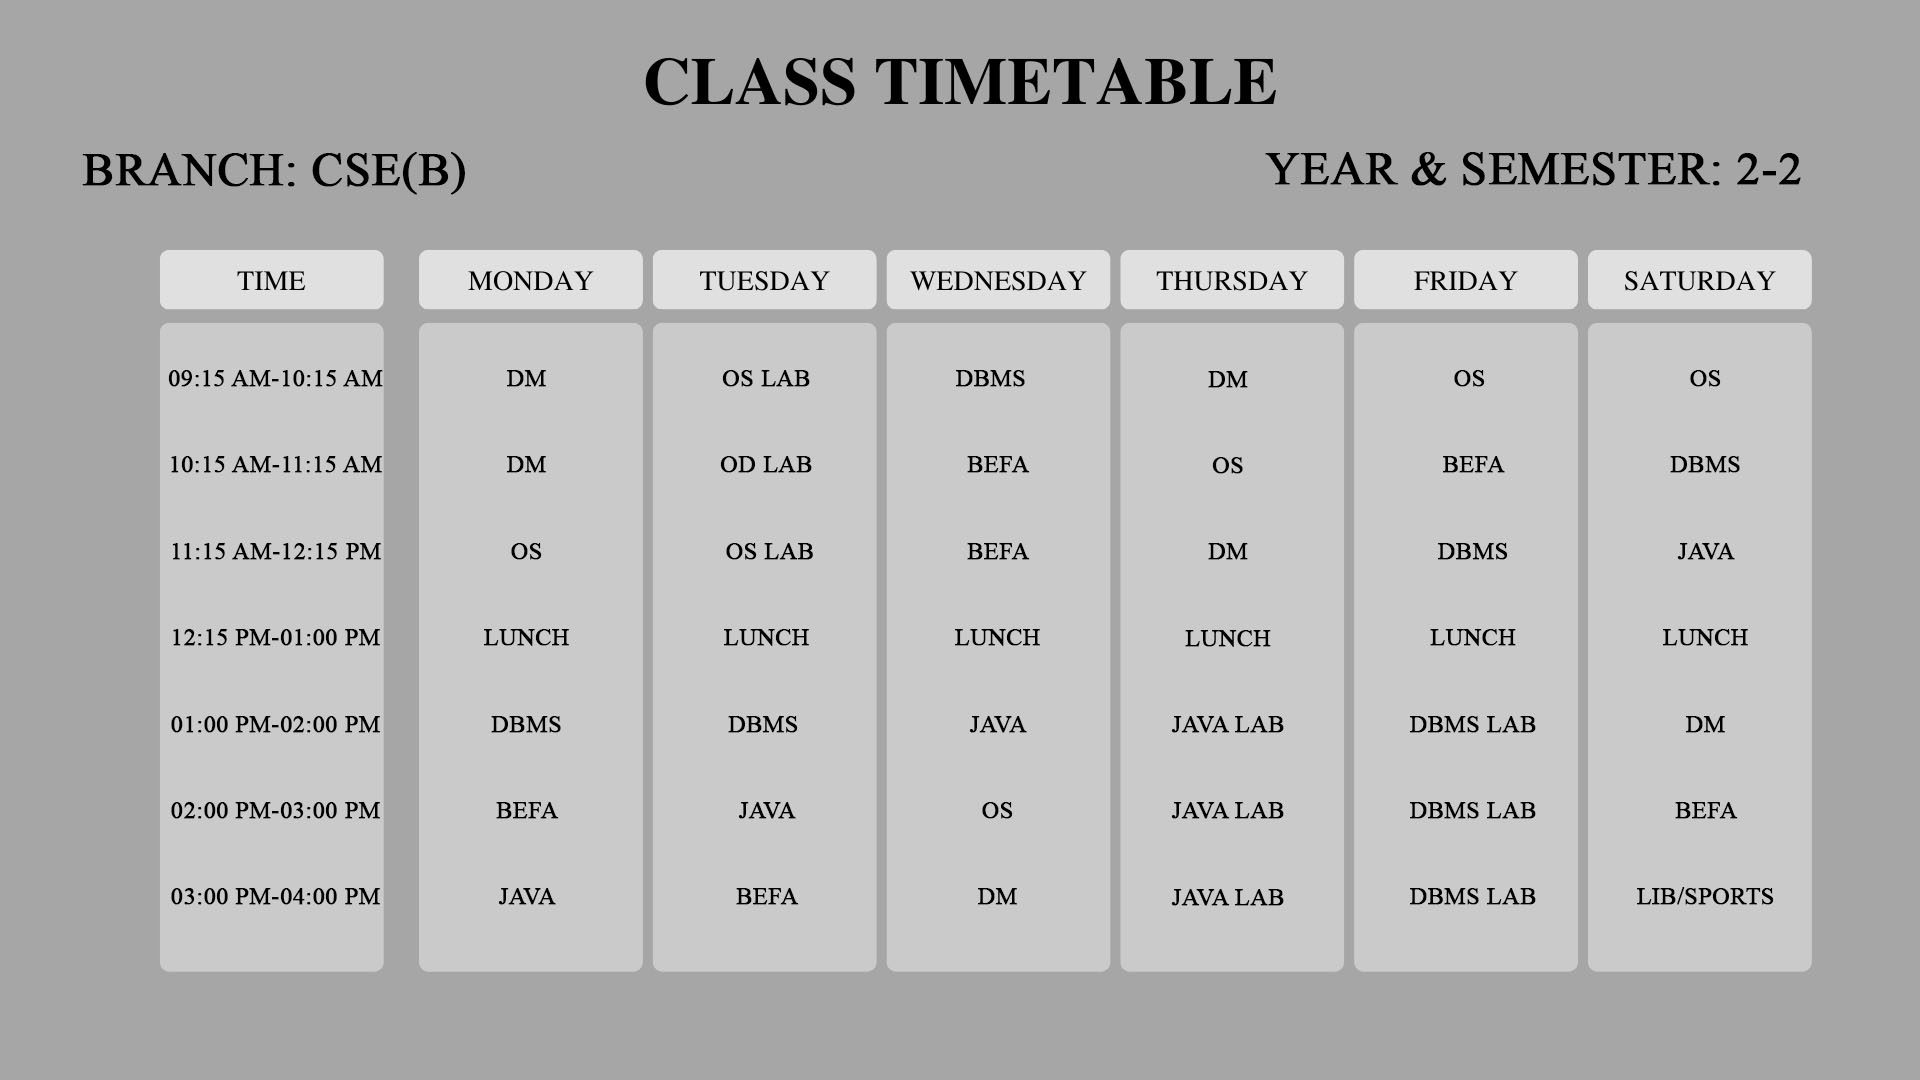 CLASS TIMETABLE
BRANCH: CSE(B) YEAR & SEMESTER: 2-2
TIME MONDAY TUESDAY WEDNESDAY THURSDAY FRIDAY SATURDAY
09:15 AM-10:15 AM DM OS LAB DBMS DM OS OS
10:15 AM-11:15 AM DM OD LAB BEFA OS BEFA DBMS
11:15 AM-12:15 PM OS OS LAB BEFA DM DBMS JAVA
12:15 PM-01:00 PM LUNCH LUNCH LUNCH LUNCH LUNCH LUNCH
01:00 PM-02:00 PM DBMS DBMS JAVA JAVA LAB DBMS LAB DM
02:00 PM-03:00 PM BEFA JAVA OS JAVA LAB DBMS LAB BEFA
03:00 PM-04:00 PM JAVA BEFA DM JAVA LAB DBMS LAB LIB/SPORTS